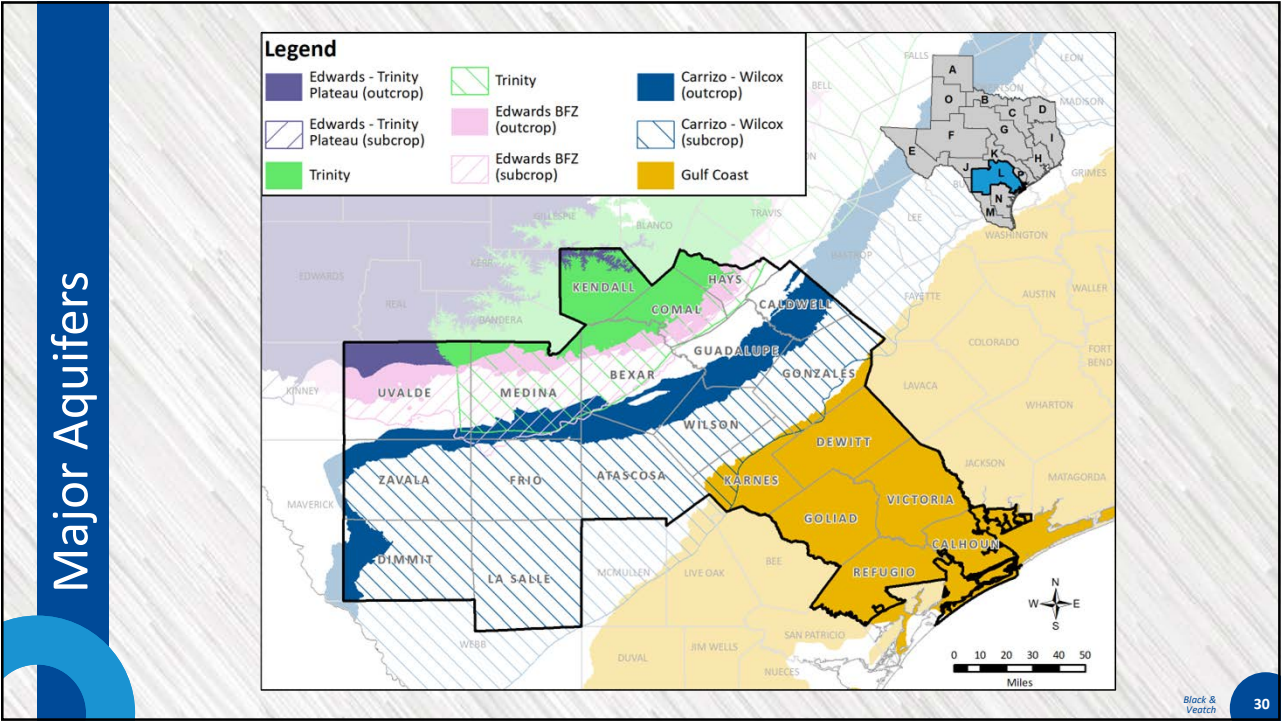 Major Aquifers
Legend
Edwards - Trinity
Plateau (outcrop)
Edwards - Trinity
Plateau (subcrop)
Trinity
Trinity
Edwards BFZ
(outcrop)
Edwards BFZ
(subcrop)
Carrizo - Wilcox
(outcrop)
Carrizo - Wilcox
(subcrop)
Gulf Coast
FALLS
LEON
BELL
MADISON
GRIMES
A
O
B
C
D
F
G
I
E
K
H
J
L
P
N
M
GILLESPIE
BLANCO
TRAVIS
LEE
WASHINGTON
EDWARDS
KERR
BASTROP
REAL
KENDALL
HAYS
FAYETTE
AUSTIN
WALLER
BANDERA
COMAL
CALDWELL
COLORADO
FORT
BEND
GUADALUPE
KINNEY
UVALDE
MEDINA
BEXAR
GONZALES
LAVACA
WHARTON
WILSON
DEWITT
JACKSON
MATAGORDA
ZAVALA
FRIO
ATASCOSA
KARNES
MAVERICK
VICTORIA
GOLIAD
DIMMIT
LA SALLE
MCMULLEN
LIVE OAK
BEE
CALHOUN
REFUGIO
WEBB
DUVAL
JIM WELLS
SAN PATRICIO
NUECES
N
W E
S
0 10 20 30 40 50
Miles
Black &
Veatch
30